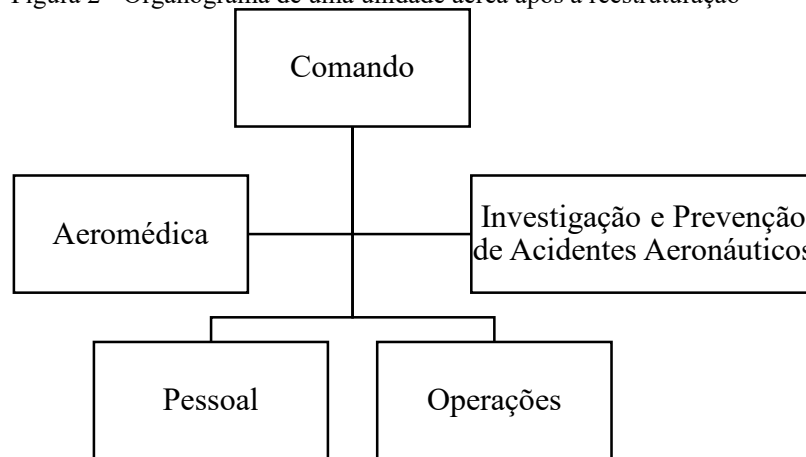 Figura 2 - Organograma de uma unidade aérea após a reestruturação
Comando
Aeromédica
Investigação e Prevenção
de Acidentes Aeronáuticos
Pessoal
Operações